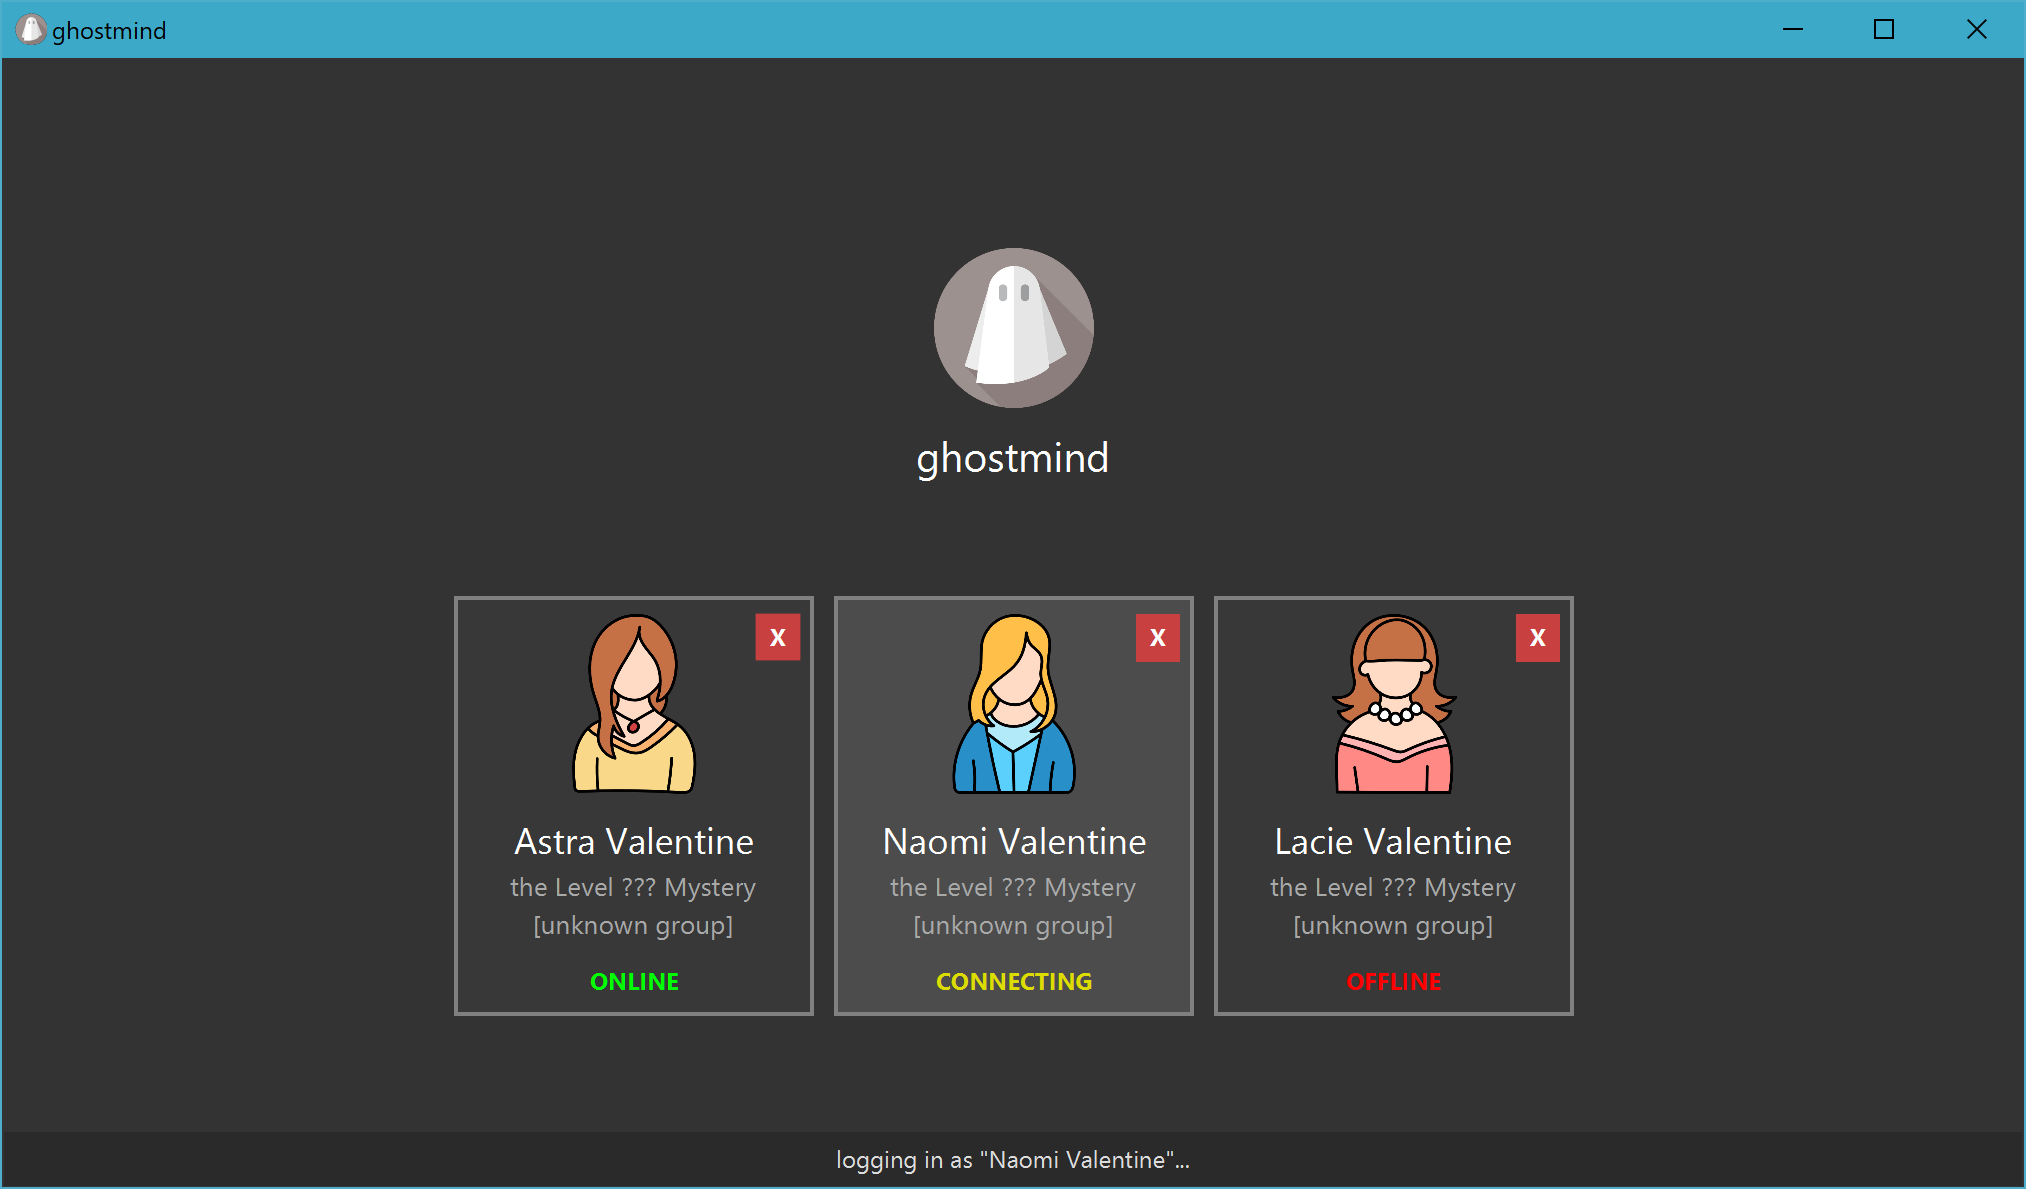 ghostmind
ghostmind
X
X
X
Astra Valentine
the Level ??? Mystery
[unknown group]
ONLINE
Naomi Valentine
the Level ??? Mystery
[unknown group]
CONNECTING
Lacie Valentine
the Level ??? Mystery
[unknown group]
OFFLINE
logging in as "Naomi Valentine"...